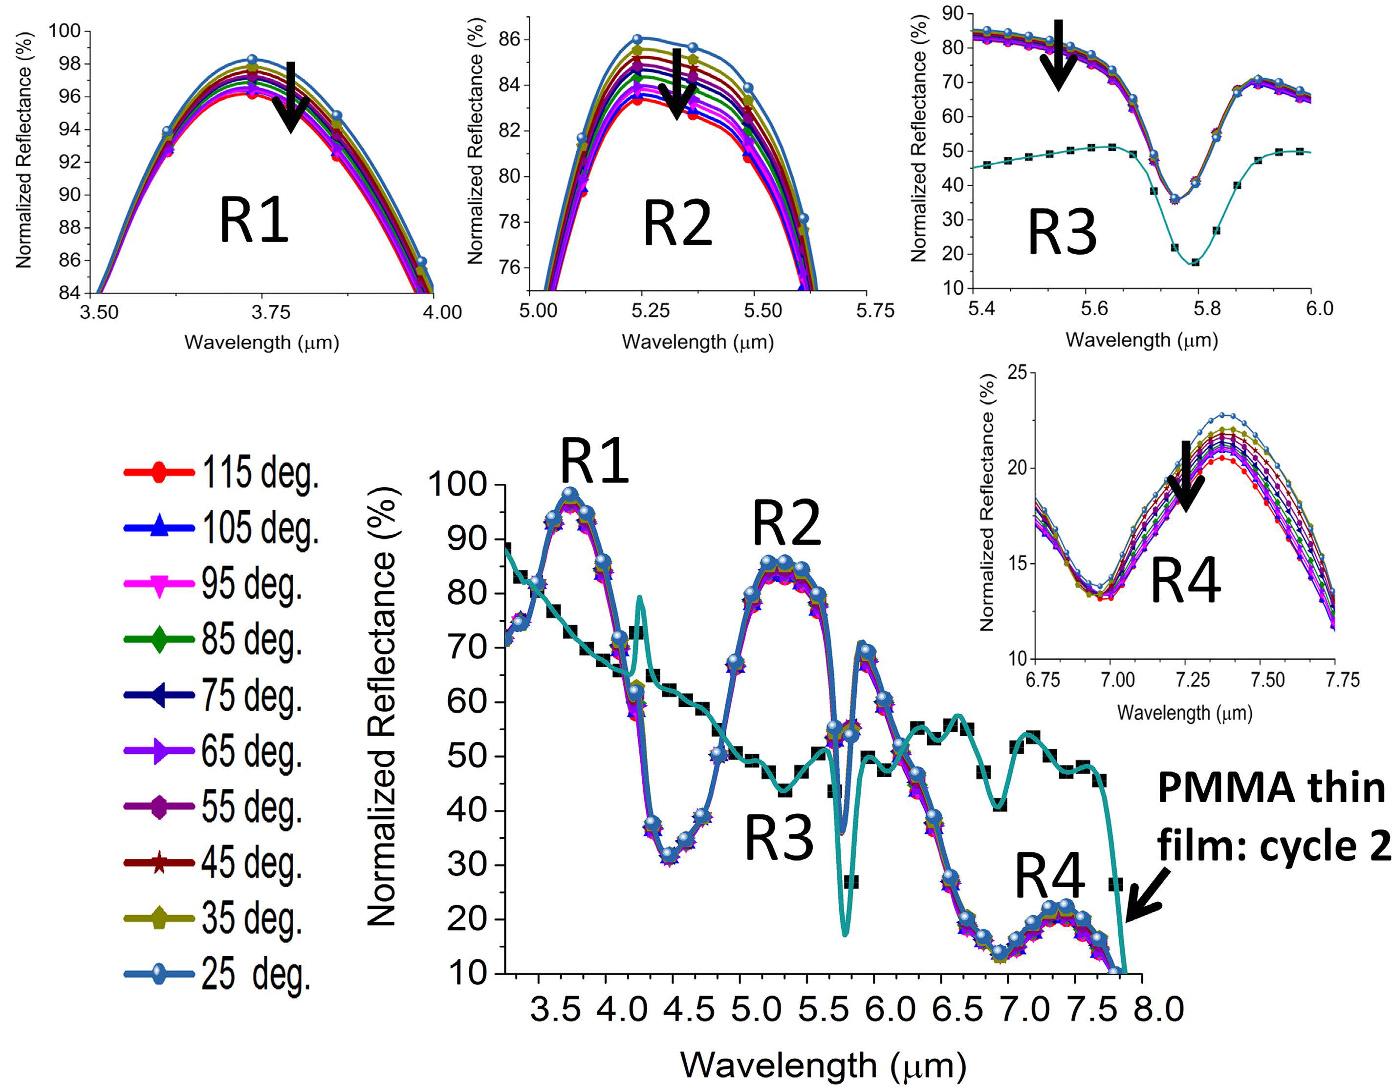 Normalized Reflectance (%)
100
98
96
94
92
90
88
86
84
R1
3.50
3.75
4.00
Wavelength (μm)
Normalized Reflectance (%)
86
84
82
80
78
76
R2
5.00
5.25
5.50
5.75
Wavelength (μm)
Normalized Reflectance (%)
90
80
70
60
50
40
30
20
10
R3
5.4
5.6
5.8
6.0
Wavelength (μm)
Normalized Reflectance (%)
25
20
15
10
R4
6.75
7.00
7.25
7.50
7.75
Wavelength (μm)
115 deg.
105 deg.
95 deg.
85 deg.
75 deg.
65 deg.
55 deg.
45 deg.
35 deg.
25 deg.
Normalized Reflectance (%)
100
90
80
70
60
50
40
30
20
10
R1
R2
R3
R4
PMMA thin
film: cycle 2
3.5
4.0
4.5
5.0
5.5
6.0
6.5
7.0
7.5
8.0
Wavelength (μm)